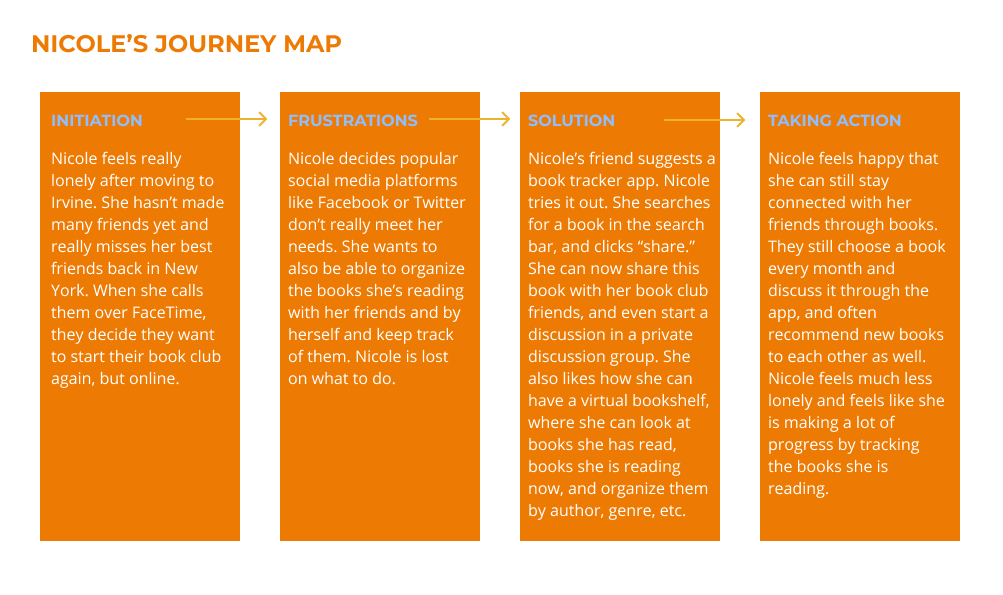 NICOLE’S JOURNEY MAP
INITIATION
Nicole feels really
lonely after moving to
Irvine. She hasn’t made
many friends yet and
really misses her best
friends back in New
York. When she calls
them over FaceTime,
they decide they want
to start their book club
again, but online.
FRUSTRATIONS
Nicole decides popular
social media platforms
like Facebook or Twitter
don’t really meet her
needs. She wants to
also be able to organize
the books she’s reading
with her friends and by
herself and keep track
of them. Nicole is lost
on what to do.
SOLUTION
Nicole’s friend suggests a
book tracker app. Nicole
tries it out. She searches
for a book in the search
bar, and clicks “share.”
She can now share this
book with her book club
friends, and even start a
discussion in a private
discussion group. She
also likes how she can
have a virtual bookshelf,
where she can look at
books she has read,
books she is reading
now, and organize them
by author, genre, etc.
TAKING ACTION
Nicole feels happy that
she can still stay
connected with her
friends through books.
They still choose a book
every month and
discuss it through the
app, and often
recommend new books
to each other as well.
Nicole feels much less
lonely and feels like she
is making a lot of
progress by tracking
the books she is
reading.